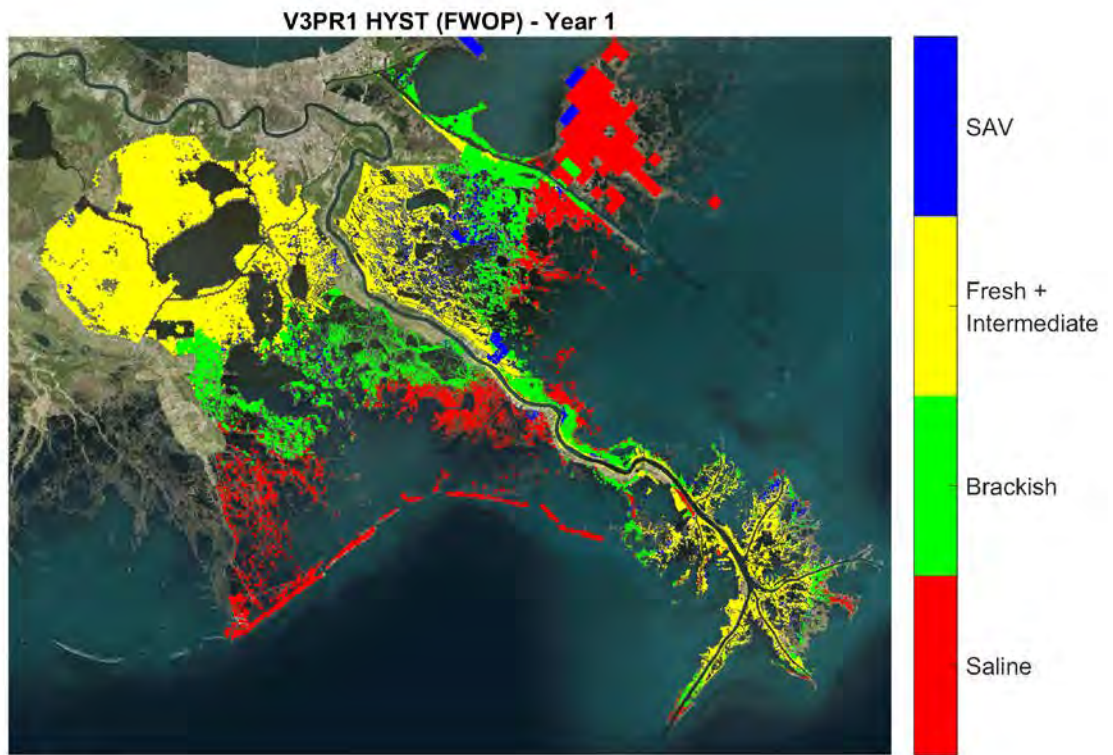 V3PR1 HYST (FWOP) - Year 1
SAV
Fresh +
Intermediate
Brackish
Saline